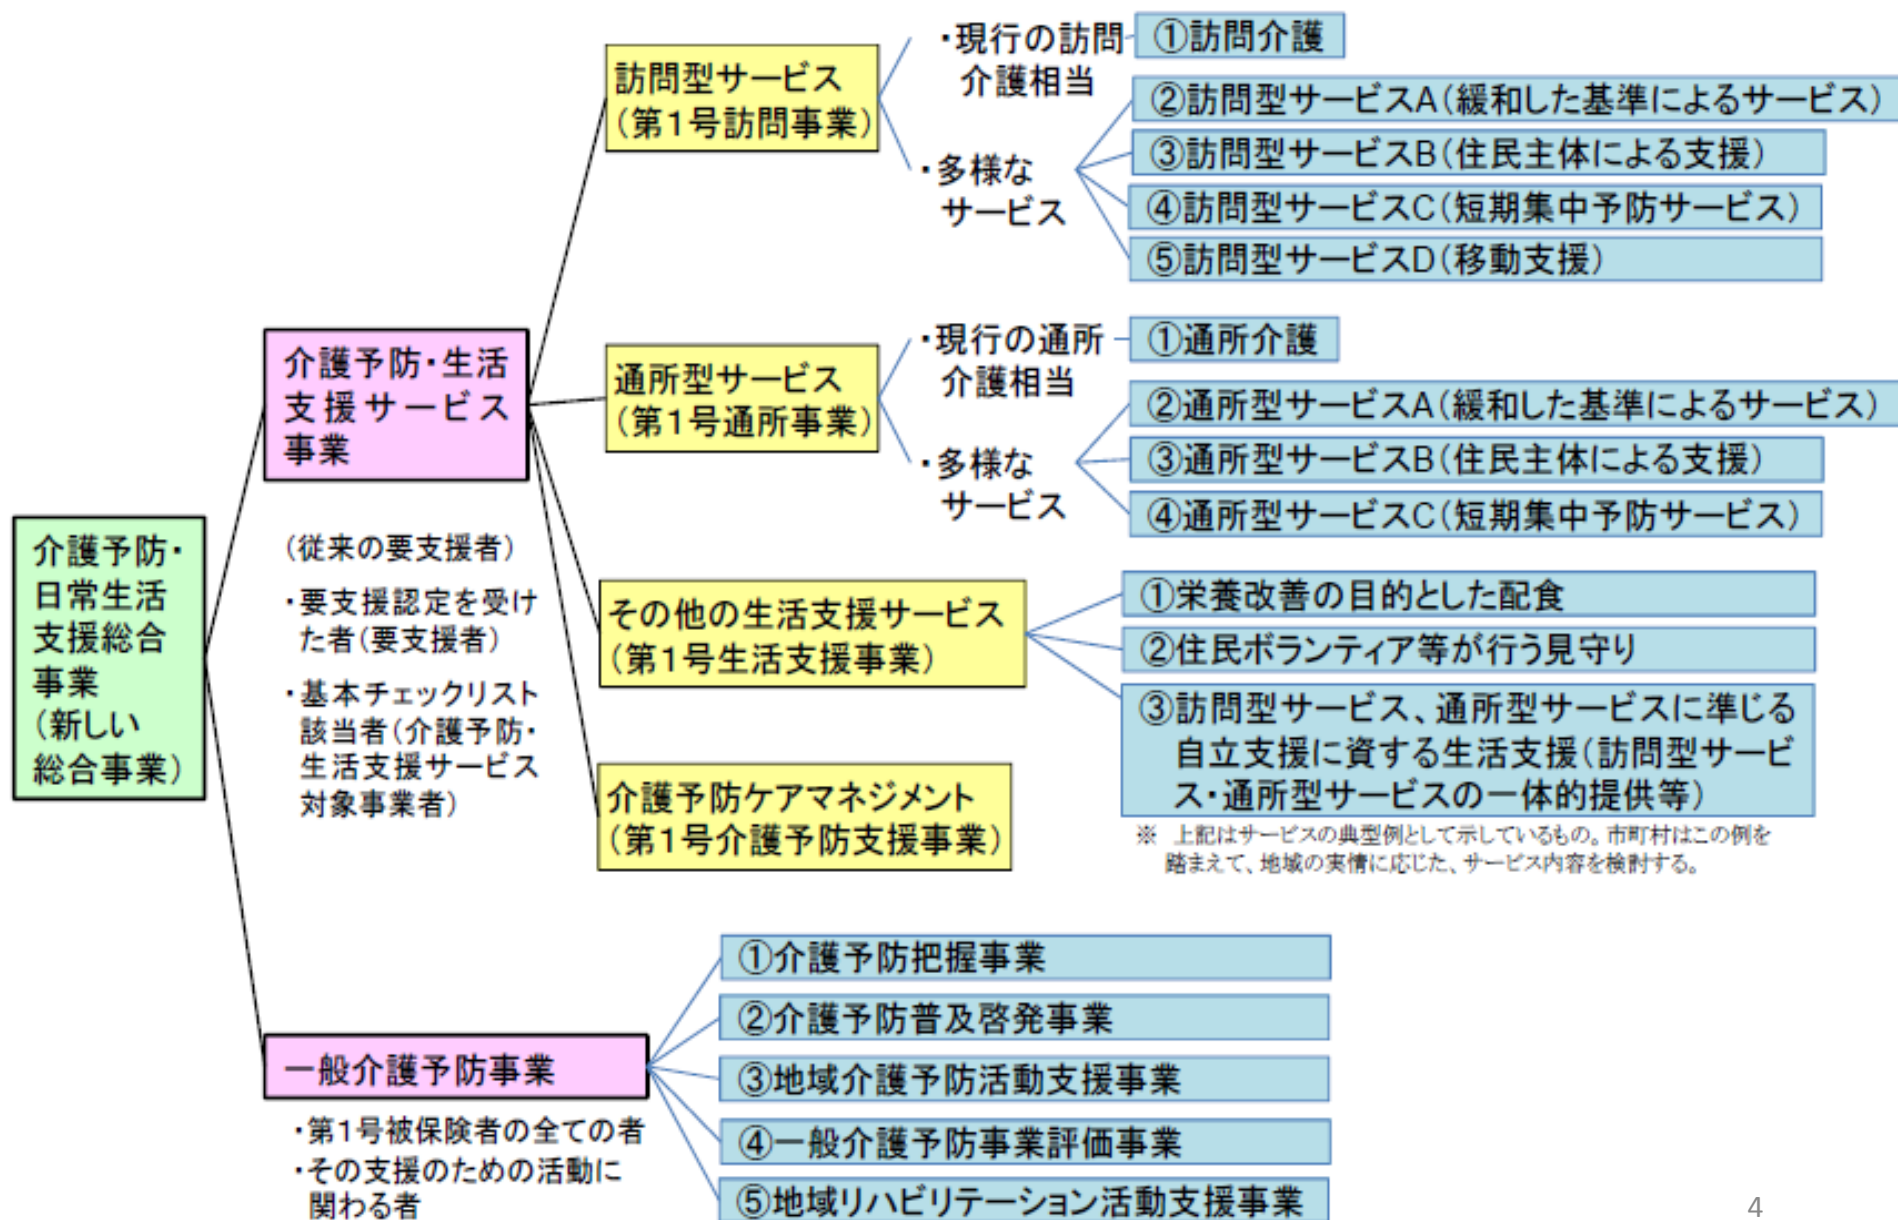 介護予防・
日常生活
支援総合
事業
（新しい
総合事業）
介護予防・生活
支援サービス
事業
（従来の要支援者）
・要支援認定を受け
た者（要支援者）
・基本チェックリスト
該当者（介護予防・
生活支援サービス
対象事業者）
訪問型サービス
（第1号訪問事業）
・現行の訪問
介護相当
①訪問介護
・多様な
サービス
②訪問型サービスA（緩和した基準によるサービス）
③訪問型サービスB（住民主体による支援）
④訪問型サービスC（短期集中予防サービス）
⑤訪問型サービスD（移動支援）
通所型サービス
（第1号通所事業）
・現行の通所
介護相当
①通所介護
・多様な
サービス
②通所型サービスA（緩和した基準によるサービス）
③通所型サービスB（住民主体による支援）
④通所型サービスC（短期集中予防サービス）
その他の生活支援サービス
（第1号生活支援事業）
①栄養改善の目的とした配食
②住民ボランティア等が行う見守り
③訪問型サービス、通所型サービスに準じる
自立支援に資する生活支援（訪問型サービ
ス・通所型サービスの一体的提供等）
介護予防ケアマネジメント
（第1号介護予防支援事業）
※ 上記はサービスの典型例として示しているもの。市町村はこの例を
踏まえて、地域の実情に応じた、サービス内容を検討する。
一般介護予防事業
・第1号被保険者の全ての者
・その支援のための活動に
関わる者
①介護予防把握事業
②介護予防普及啓発事業
③地域介護予防活動支援事業
④一般介護予防事業評価事業
⑤地域リハビリテーション活動支援事業
4